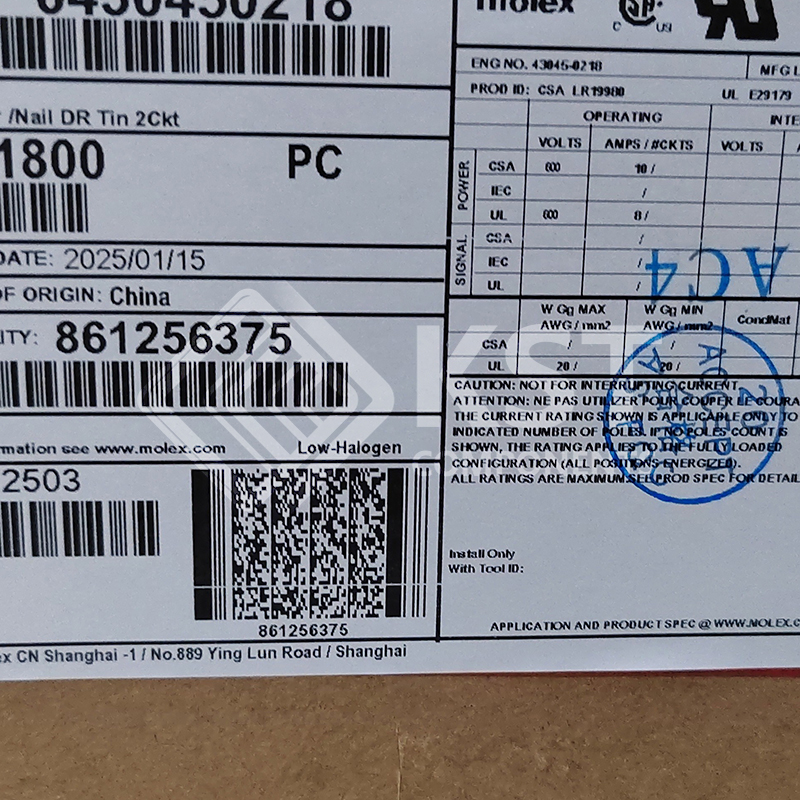 0430450218
/Nail DR Tin 2Ckt
1800 PC
DATE: 2025/01/15
OF ORIGIN: China
ITY: 861256375
mation see www.molex.com Low-Halogen
2503
861256375
ex CN Shanghai -1 / No.889 Ying Lun Road / Shanghai
molex
C US
ENG NO. 43045-0218 MFG L
PROD ID: CSA LR19980 UL E29179
OPERATING INTE
VOLTS AMPS / #CKTS VOLTS A
POWER
CSA 600 10 /
IEC /
UL 600 8 /
SIGNAL
CSA /
IEC /
UL /
W Gg MAX W Gg MIN CondMat
AWG / mm2 AWG / mm2
CSA / /
UL 20 / 20 /
CAUTION: NOT FOR INTERRUPTING CURRENT.
ATTENTION: NE PAS UTILIZER POUR COUPER LE COURA
THE CURRENT RATING SHOWN IS APPLICABLE ONLY TO
INDICATED NUMBER OF POLES. IF NO POLES COUNT IS
SHOWN, THE RATING APPLIES TO THE FULLY LOADED
CONFIGURATION (ALL POSITIONS ENERGIZED).
ALL RATINGS ARE MAXIMUM.SEE PROD SPEC FOR DETAIL
Install Only
With Tool ID:
APPLICATION AND PRODUCT SPEC @ WWW.MOLEX.C
AC4
KST